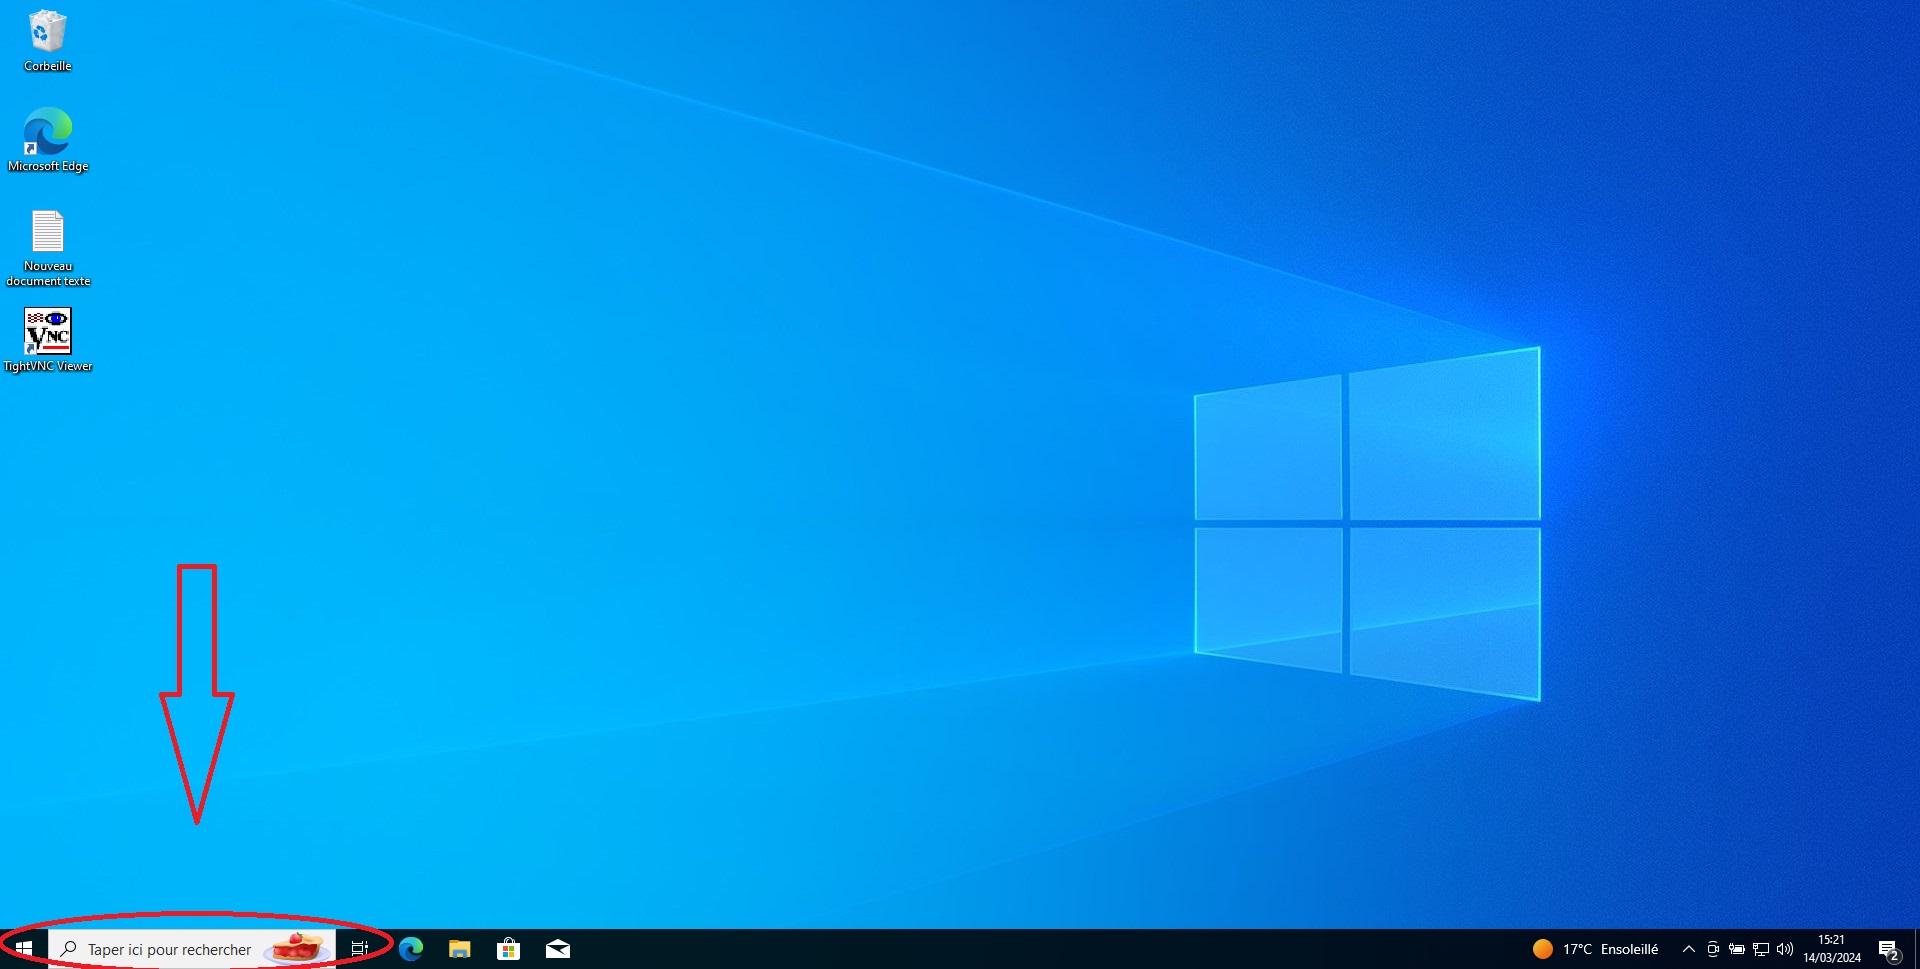 Corbeille
Microsoft Edge
Nouveau
document texte
VNC
TightVNC Viewer
Taper ici pour rechercher
17°C Ensoleillé
15:21
14/03/2024
2